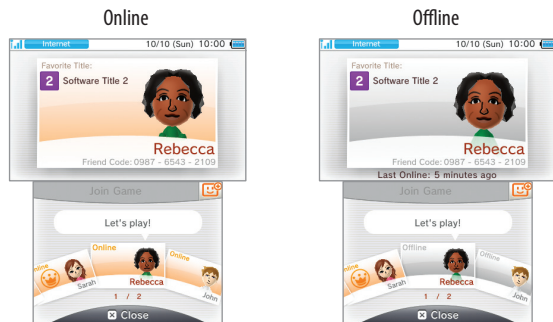 Online
Internet
10/10 (Sun) 10:00
Favorite Title:
2 Software Title 2
Rebecca
Friend Code: 0987 - 6543 - 2109
Join Game
Let's play!
Online
Online
Online
Sarah
Rebecca
John
1 / 2
Close
Offline
Internet
10/10 (Sun) 10:00
Favorite Title:
2 Software Title 2
Rebecca
Friend Code: 0987 - 6543 - 2109
Last Online: 5 minutes ago
Join Game
Let's play!
Online
Offline
Offline
Sarah
Rebecca
John
1 / 2
Close